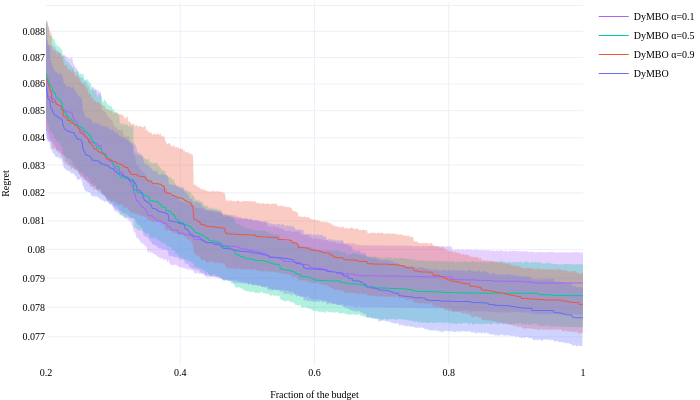 DyMBO α=0.1
DyMBO α=0.5
DyMBO α=0.9
DyMBO
0.088
0.087
0.086
0.085
0.084
0.083
0.082
0.081
0.08
0.079
0.078
0.077
Regret
0.2
0.4
0.6
0.8
1
Fraction of the budget